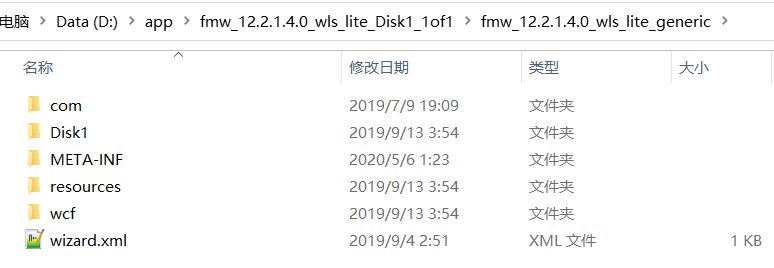 电脑 > Data (D:) > app > fmw_12.2.1.4.0_wls_lite_Disk1_1of1 > fmw_12.2.1.4.0_wls_lite_generic >
名称 修改日期 类型 大小
com 2019/7/9 19:09 文件夹
Disk1 2019/9/13 3:54 文件夹
META-INF 2020/5/6 1:23 文件夹
resources 2019/9/13 3:54 文件夹
wcf 2019/9/13 3:54 文件夹
wizard.xml 2019/9/4 2:51 XML 文件 1 KB